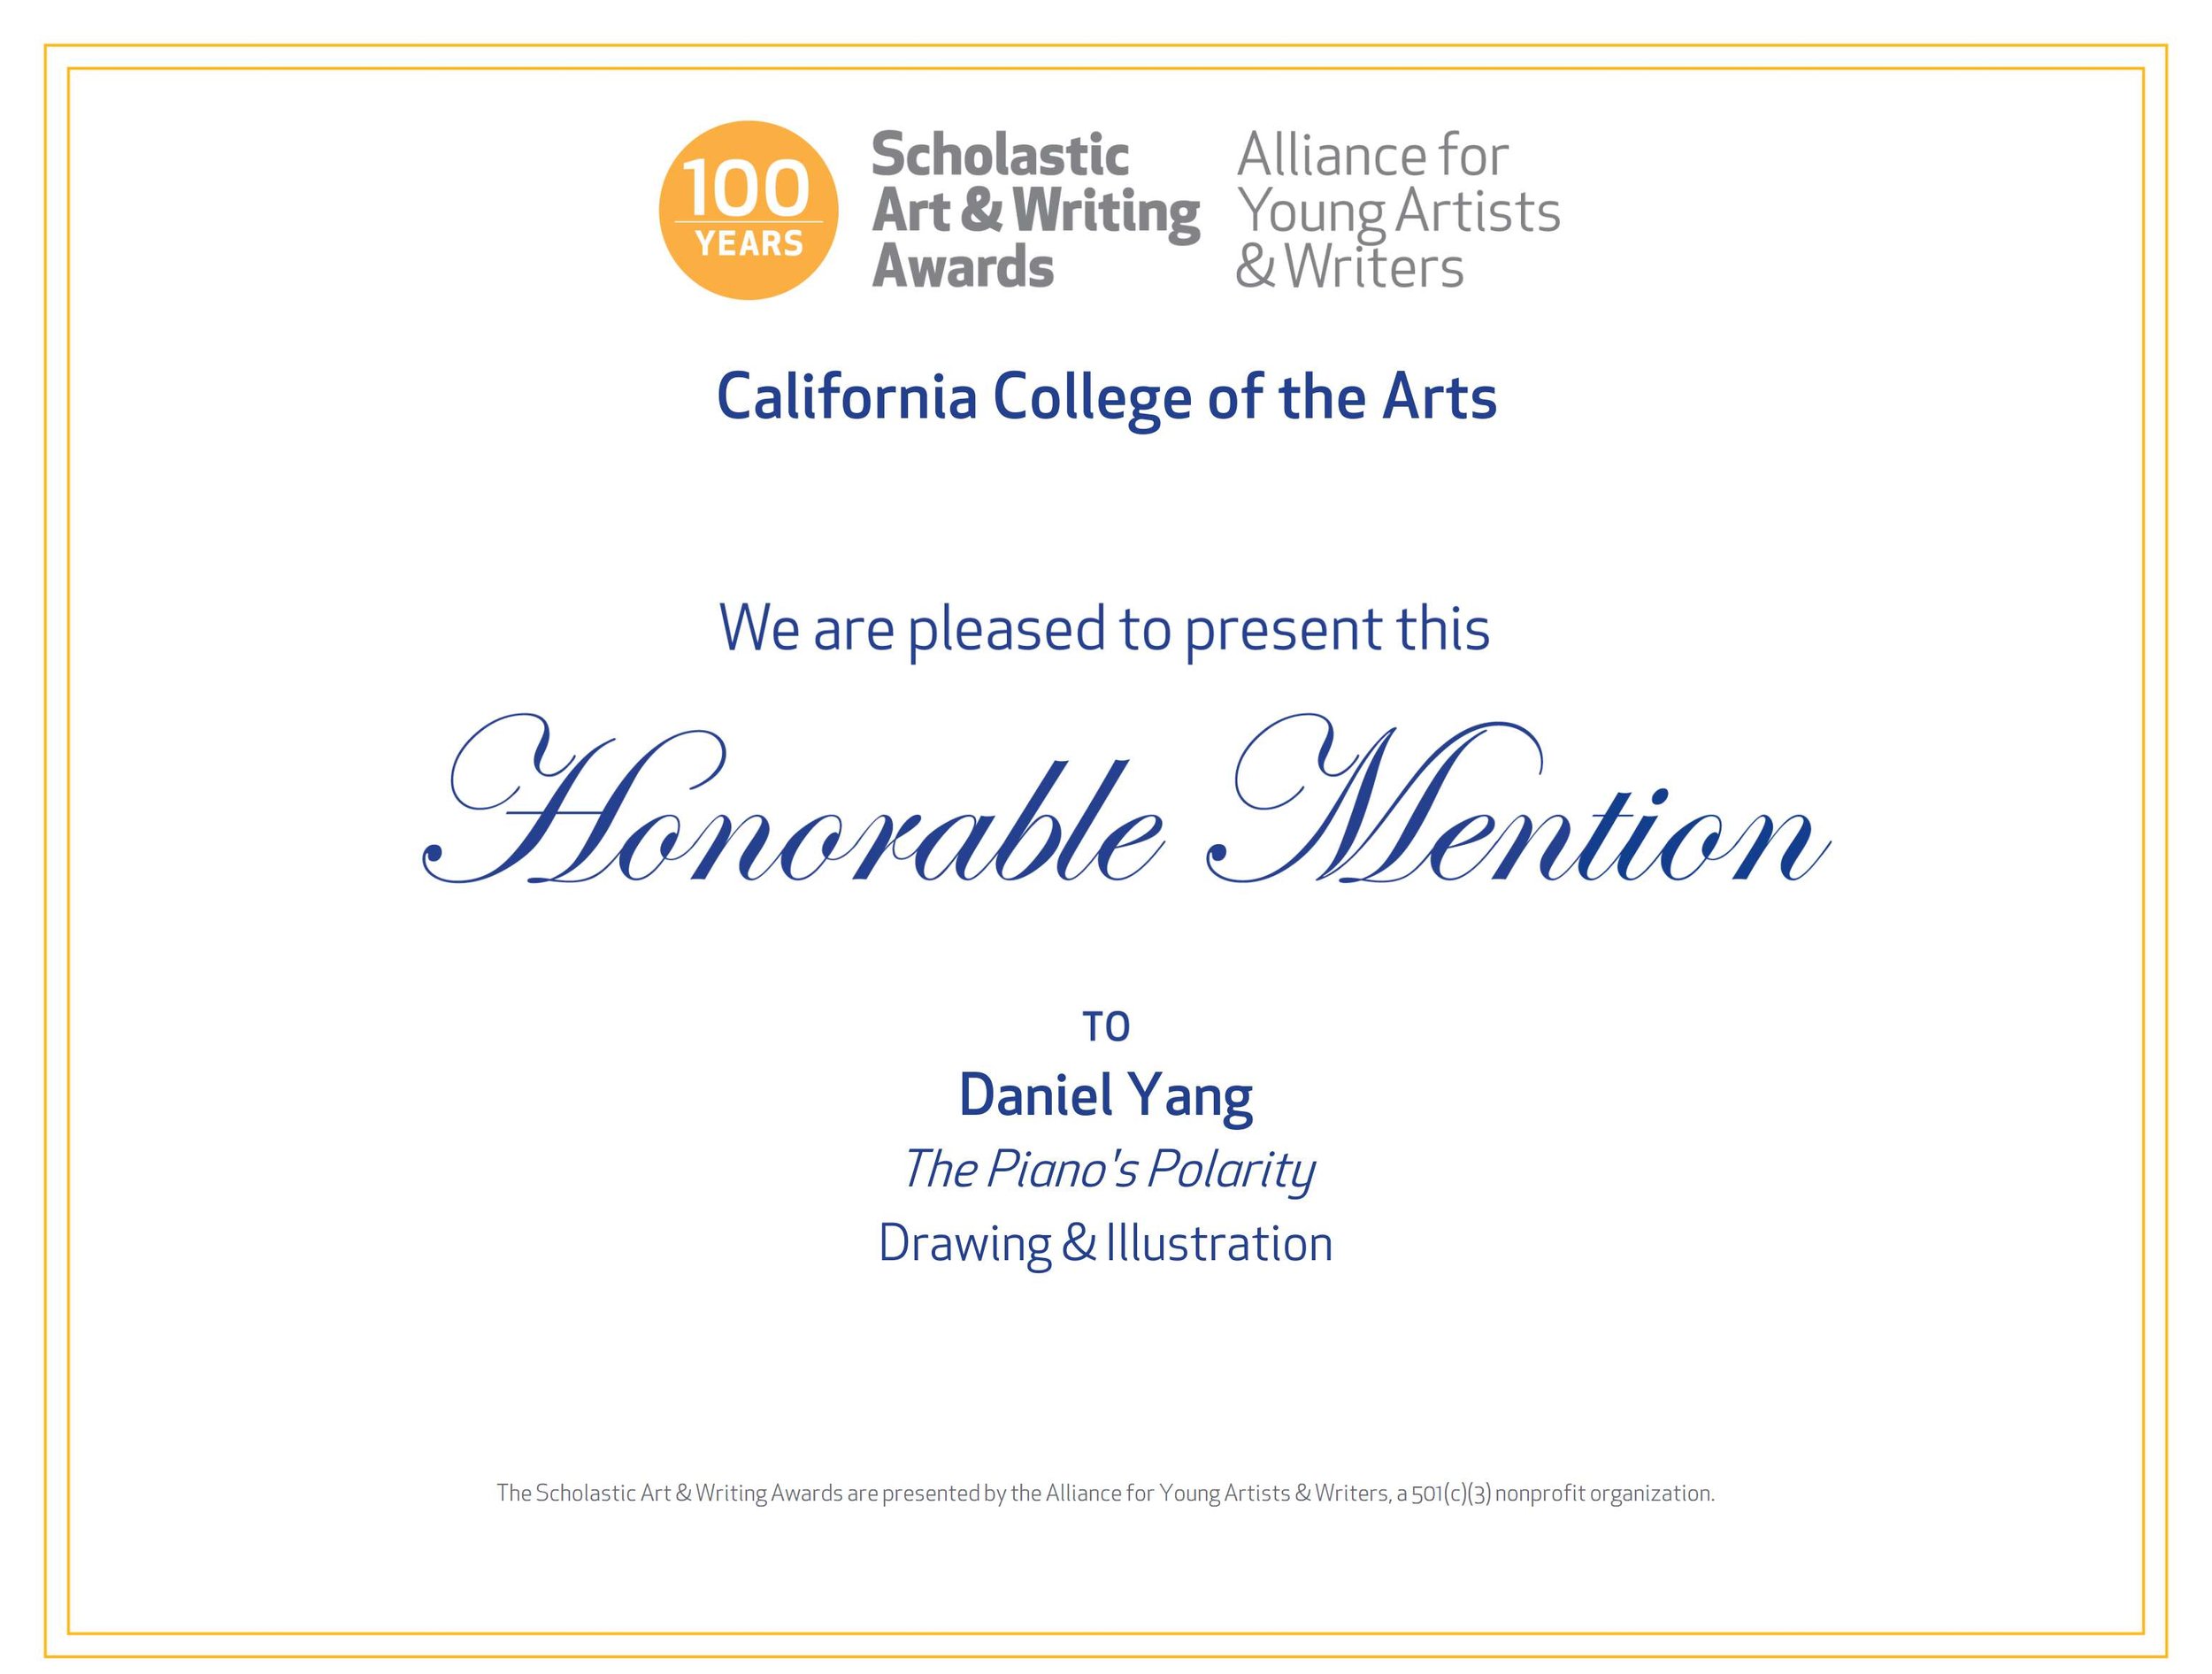 100
YEARS
Scholastic
Art & Writing
Awards
Alliance for
Young Artists
& Writers
California College of the Arts
We are pleased to present this
Honorable Mention
TO
Daniel Yang
The Piano's Polarity
Drawing & Illustration
The Scholastic Art & Writing Awards are presented by the Alliance for Young Artists & Writers, a 501(c)(3) nonprofit organization.